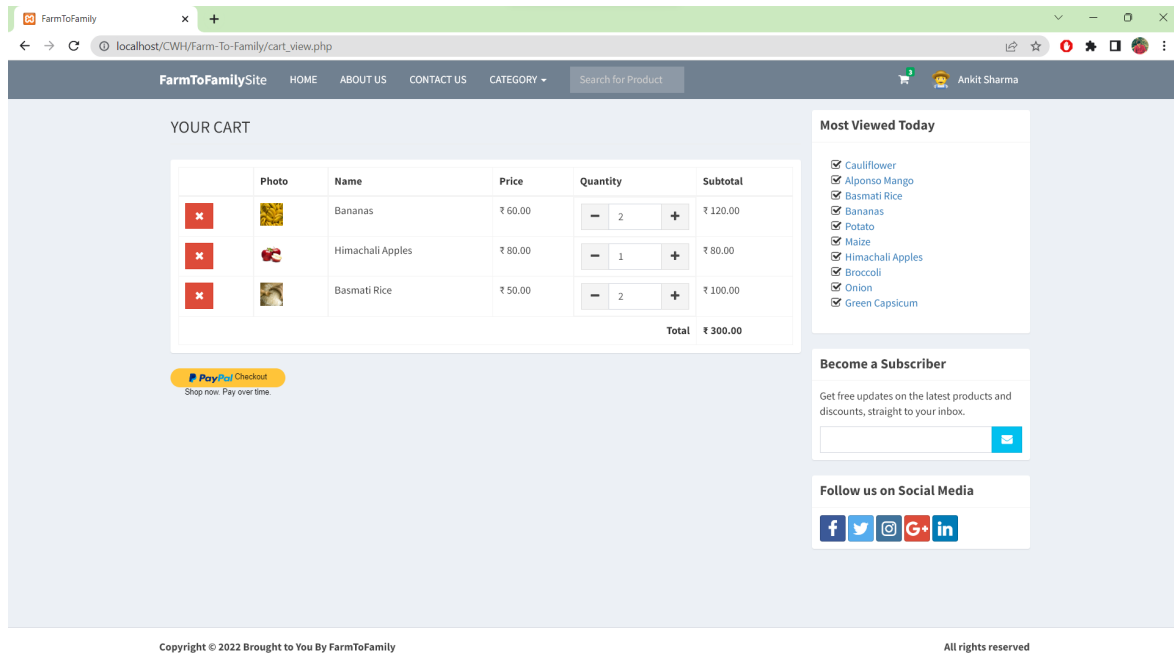 FarmToFamily
localhost/CWH/Farm-To-Family/cart_view.php
FarmToFamilySite HOME ABOUT US CONTACT US CATEGORY Search for Product 3 Ankit Sharma
YOUR CART
Photo Name Price Quantity Subtotal
Bananas ₹ 60.00 2 ₹ 120.00
Himachali Apples ₹ 80.00 1 ₹ 80.00
Basmati Rice ₹ 50.00 2 ₹ 100.00
Total ₹ 300.00
PayPal Checkout
Shop now. Pay over time.
Most Viewed Today
Cauliflower
Alponso Mango
Basmati Rice
Bananas
Potato
Maize
Himachali Apples
Broccoli
Onion
Green Capsicum
Become a Subscriber
Get free updates on the latest products and
discounts, straight to your inbox.
Follow us on Social Media
Copyright © 2022 Brought to You By FarmToFamily All rights reserved